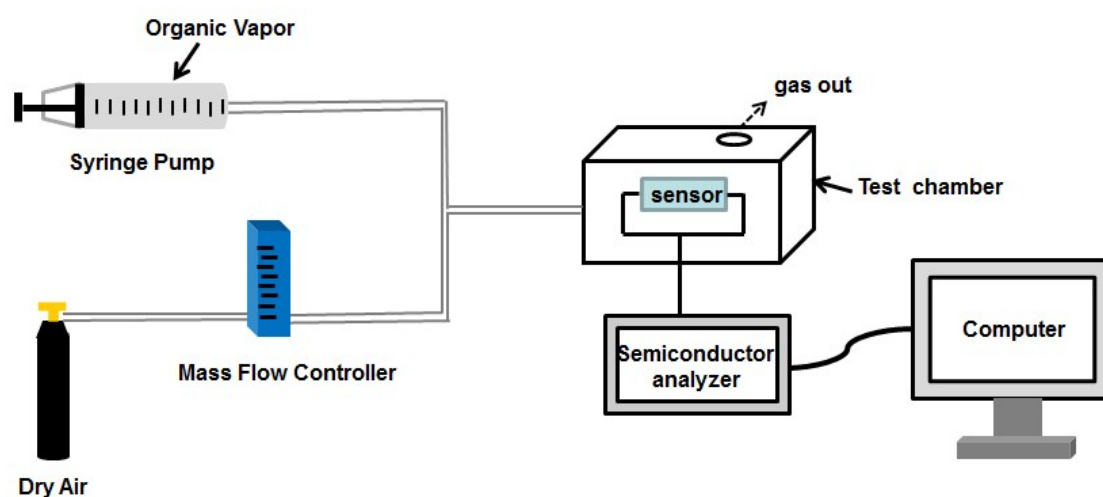 Organic Vapor
gas out
Syringe Pump
sensor
Test chamber
Computer
Semiconductor
analyzer
Mass Flow Controller
Dry Air